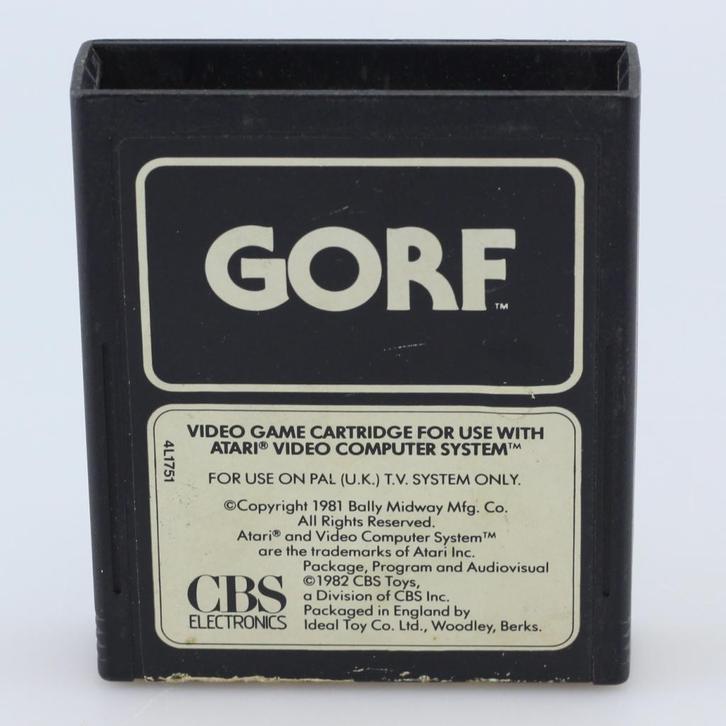 GORF™
VIDEO GAME CARTRIDGE FOR USE WITH
ATARI® VIDEO COMPUTER SYSTEM™
4L1751
FOR USE ON PAL (U.K.) T.V. SYSTEM ONLY.
©Copyright 1981 Bally Midway Mfg. Co.
All Rights Reserved.
Atari® and Video Computer System™
are the trademarks of Atari Inc.
Package, Program and Audiovisual
©1982 CBS Toys,
a Division of CBS Inc.
Packaged in England by
Ideal Toy Co. Ltd., Woodley, Berks.
CBS
ELECTRONICS